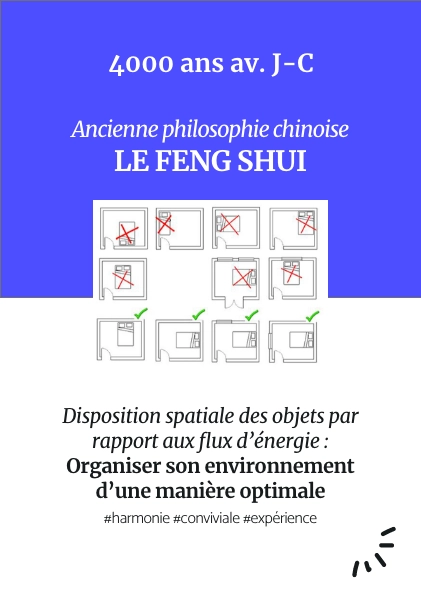 4000 ans av. J-C
Ancienne philosophie chinoise
LE FENG SHUI
Disposition spatiale des objets par
rapport aux flux d’énergie :
Organiser son environnement
d’une manière optimale
#harmonie #conviviale #expérience